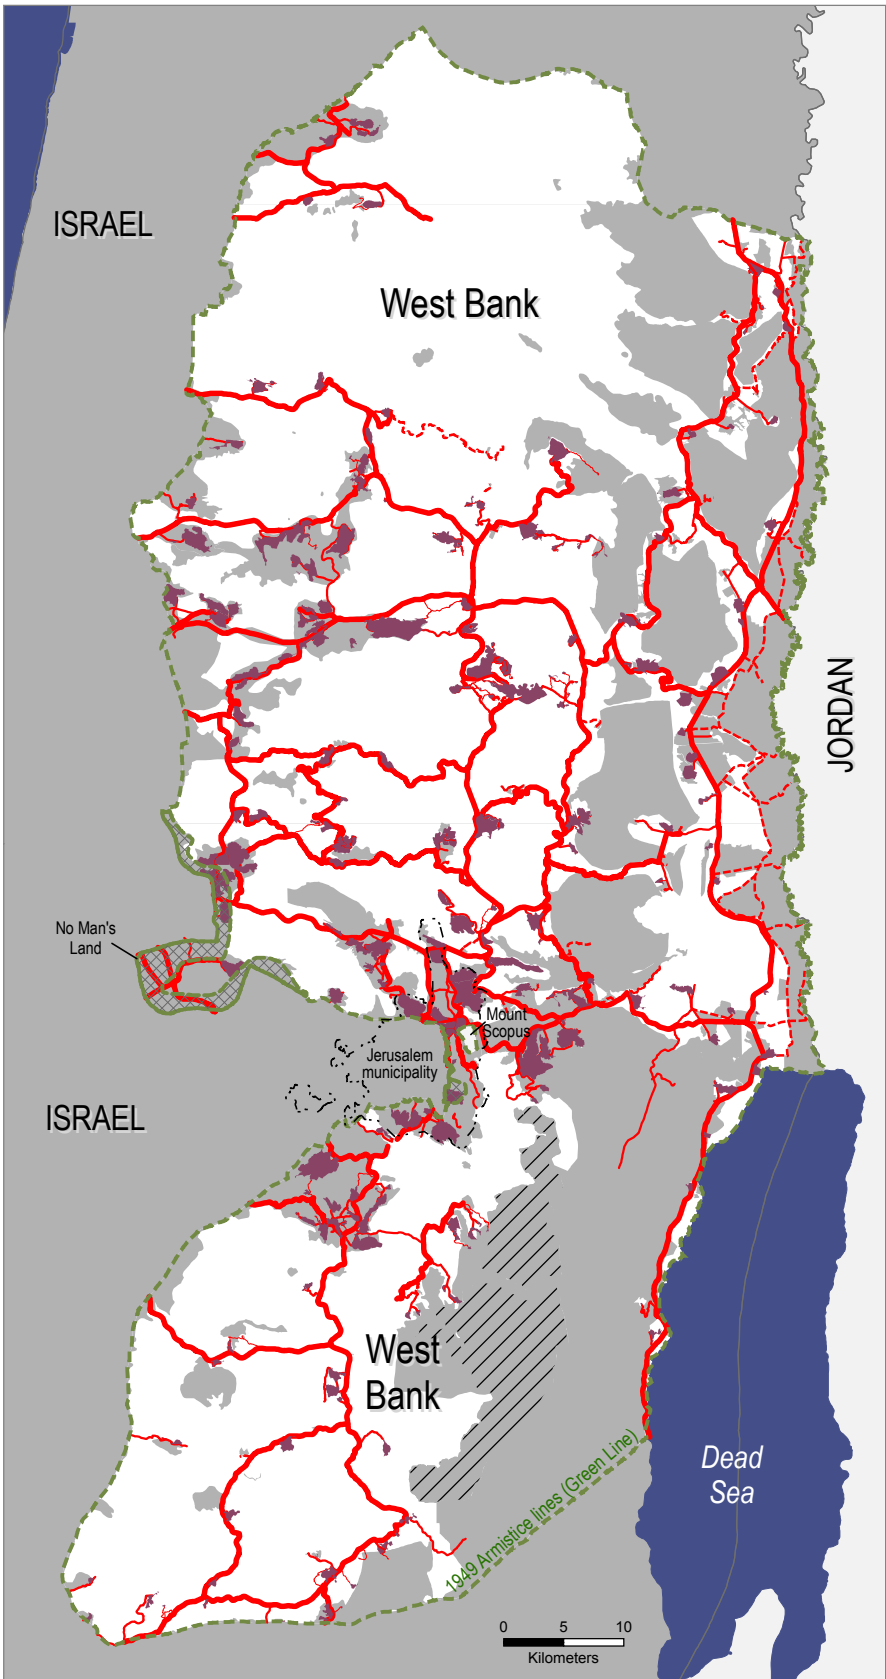 ISRAEL
West Bank
JORDAN
No Man's
Land
Mount
Scopus
Jerusalem
municipality
ISRAEL
West
Bank
1949 Armistice lines (Green Line)
Dead
Sea
0 5 10
Kilometers